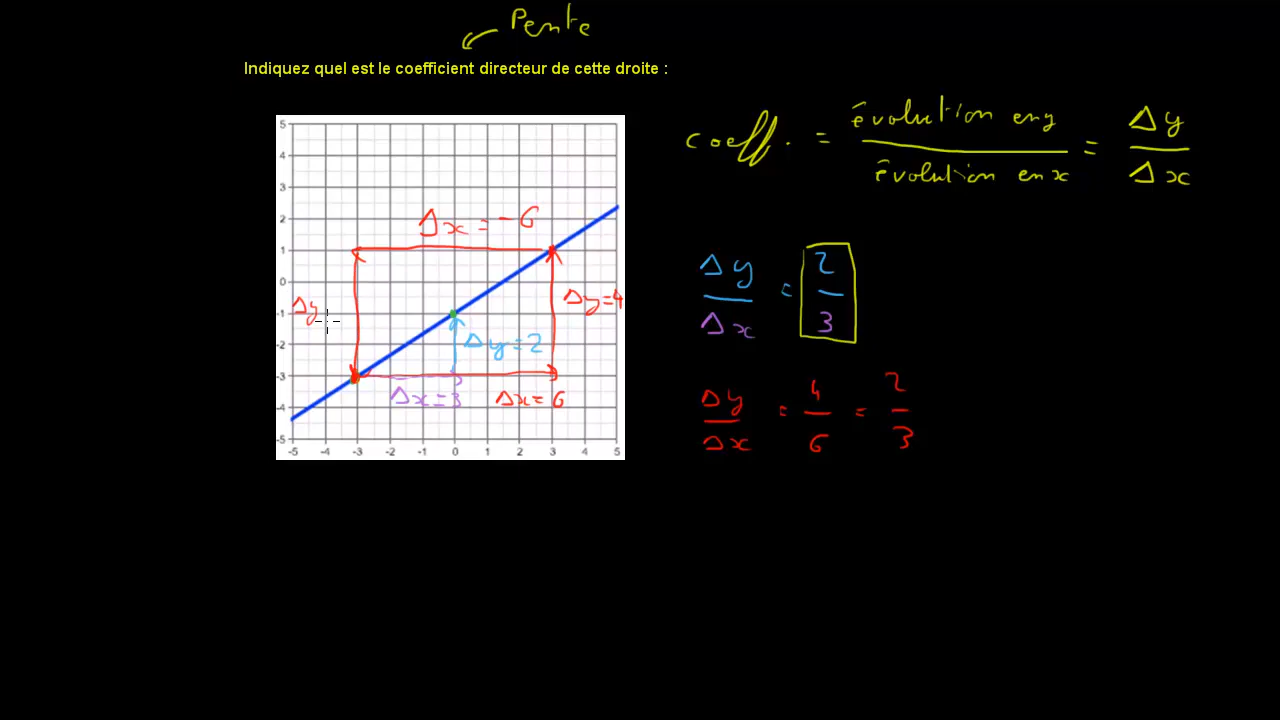 Pente
Indiquez quel est le coefficient directeur de cette droite :
coeff. = évolution en y / évolution en x = Δy / Δx
5
4
3
2
1
0
-1
-2
-3
-4
-5
-5 -4 -3 -2 -1 0 1 2 3 4 5
Δx = -6
Δy
Δy=4
Δy=2
Δx=3
Δx=6
Δy / Δx = 2 / 3
Δy / Δx = 4 / 6 = 2 / 3